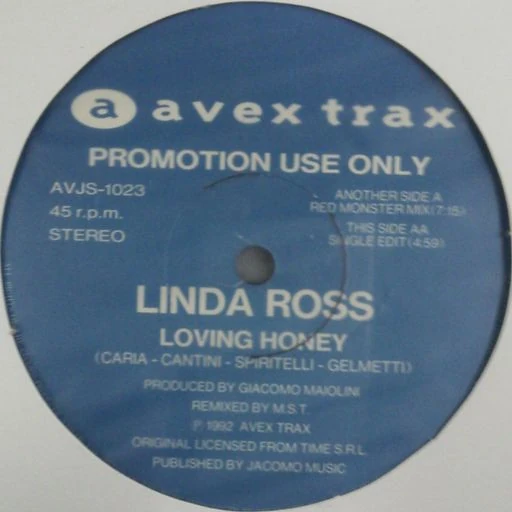 a avex trax
PROMOTION USE ONLY
AVJS-1023
45 r.p.m.
STEREO
ANOTHER SIDE A
RED MONSTER MIX (7:15)
THIS SIDE AA
SINGLE EDIT (4:59)
LINDA ROSS
LOVING HONEY
(CARIA - CANTINI - SPIRITELLI - GELMETTI)
PRODUCED BY GIACOMO MAIOLINI
REMIXED BY M.S.T.
℗ 1992 AVEX TRAX
ORIGINAL LICENSED FROM TIME S.R.L
PUBLISHED BY JACOMO MUSIC